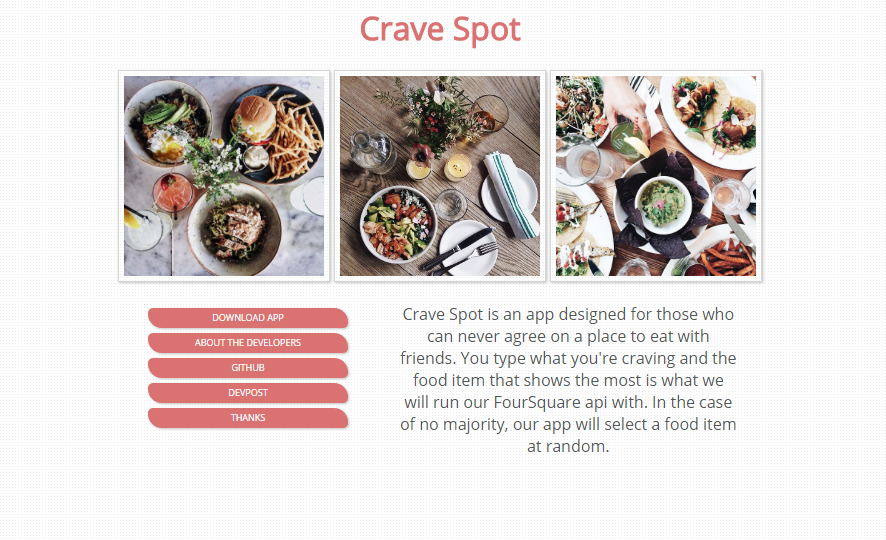 Crave Spot
DOWNLOAD APP
ABOUT THE DEVELOPERS
GITHUB
DEVPOST
THANKS
Crave Spot is an app designed for those who
can never agree on a place to eat with
friends. You type what you're craving and the
food item that shows the most is what we
will run our FourSquare api with. In the case
of no majority, our app will select a food item
at random.